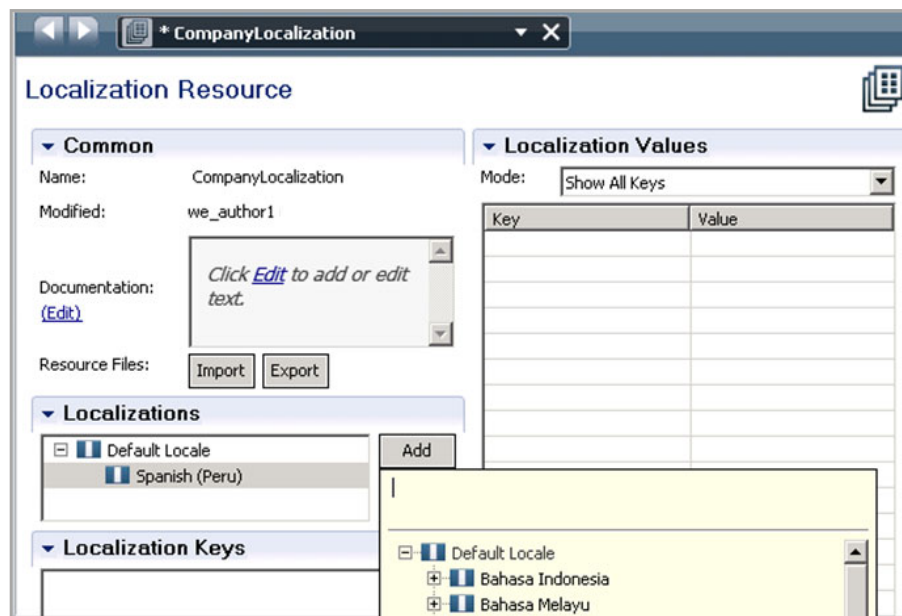 * CompanyLocalization
Localization Resource
Common
Name: CompanyLocalization
Modified: we_author1
Documentation:
(Edit)
Click Edit to add or edit
text.
Resource Files: Import Export
Localizations
Default Locale
Spanish (Peru)
Add
Localization Keys
Localization Values
Mode: Show All Keys
Key Value
Default Locale
Bahasa Indonesia
Bahasa Melayu